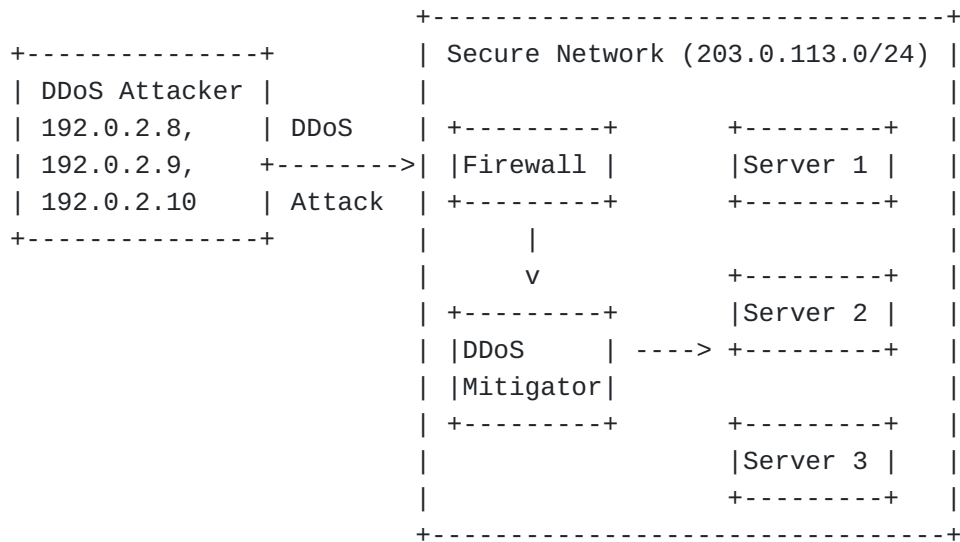 Secure Network (203.0.113.0/24)
DDoS Attacker
192.0.2.8, DDoS
192.0.2.9, Firewall Server 1
192.0.2.10 Attack
v
Server 2
DDoS ---->
Mitigator
Server 3